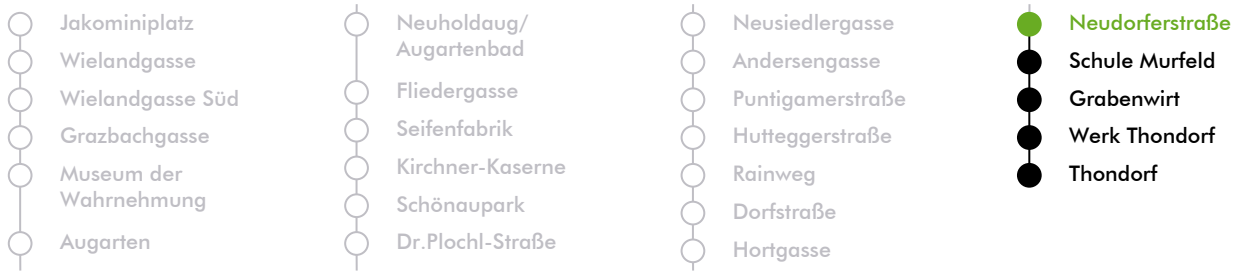 Jakominiplatz
Wielandgasse
Wielandgasse Süd
Grazbachgasse
Museum der
Wahrnehmung
Augarten
Neuholdaug/
Augartenbad
Fliedergasse
Seifenfabrik
Kirchner-Kaserne
Schönaupark
Dr.Plochl-Straße
Neusiedlergasse
Andersengasse
Puntigamerstraße
Hutteggerstraße
Rainweg
Dorfstraße
Hortgasse
Neudorferstraße
Schule Murfeld
Grabenwirt
Werk Thondorf
Thondorf